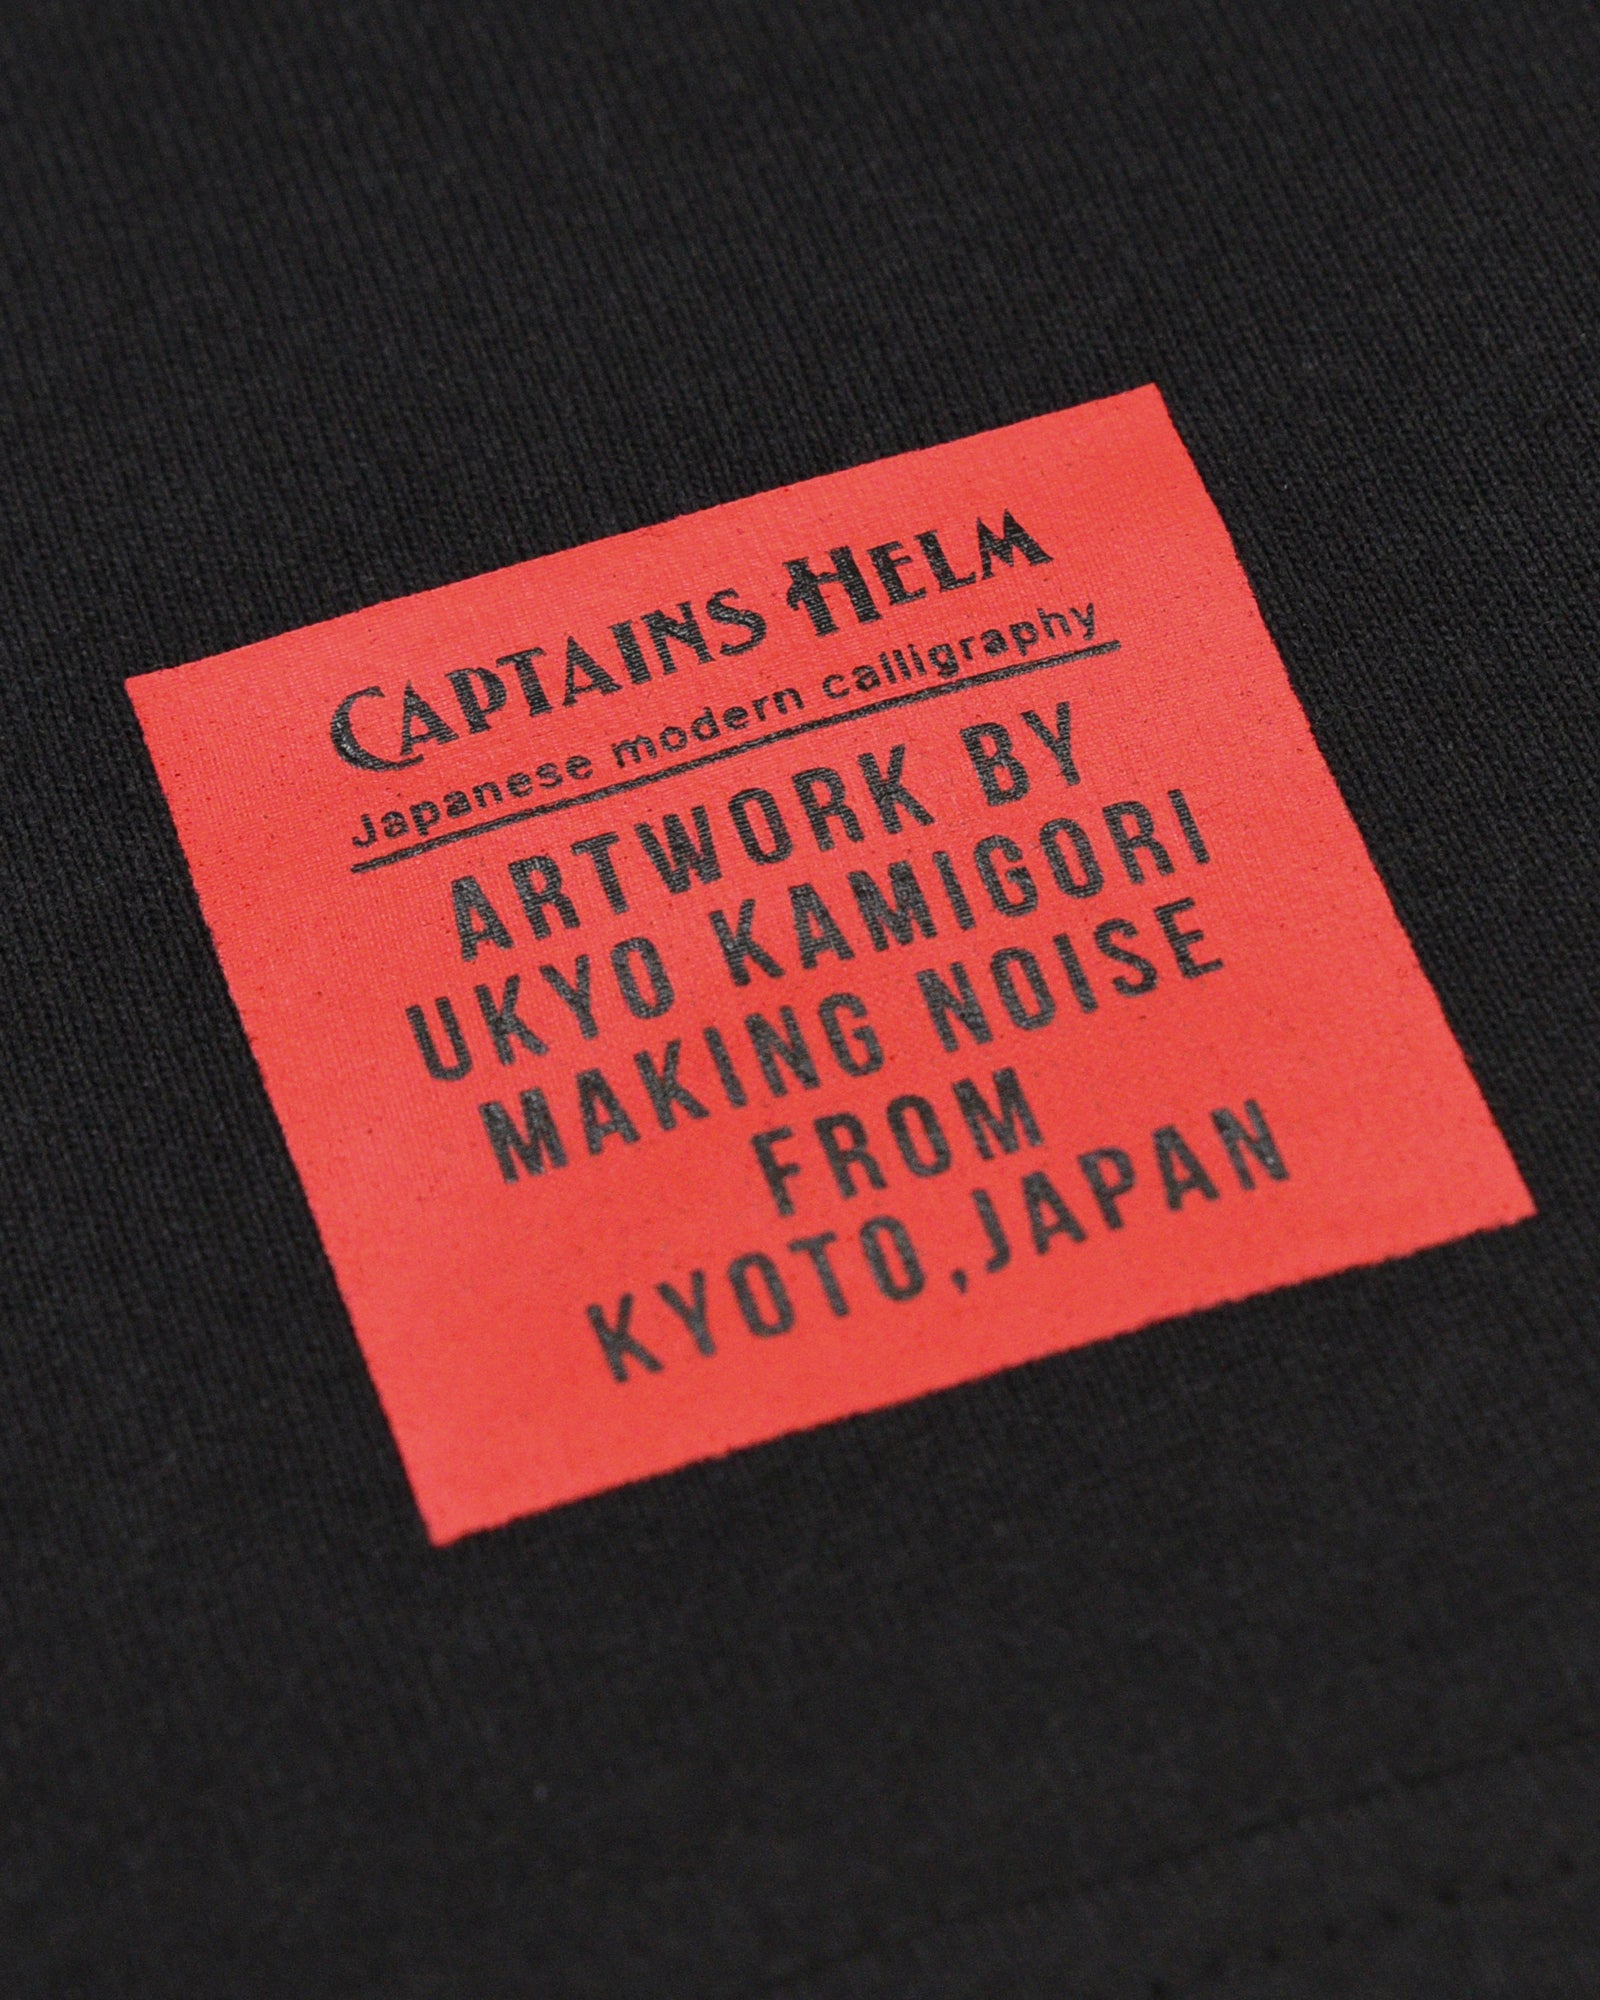 CAPTAINS HELM
Japanese modern calligraphy
ARTWORK BY
UKYO KAMIGORI
MAKING NOISE
FROM
KYOTO,JAPAN